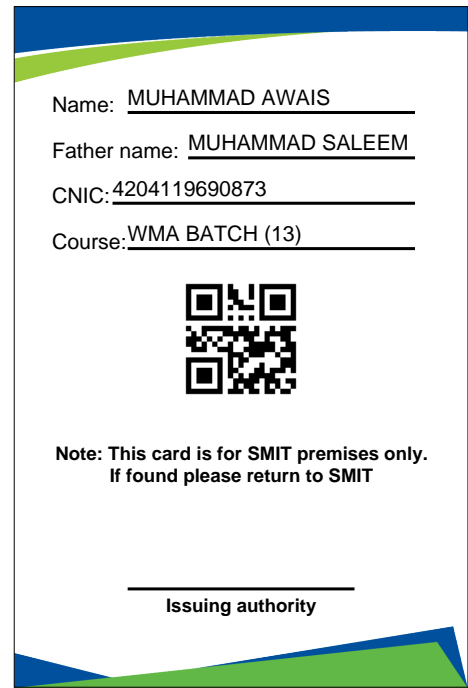 Name: MUHAMMAD AWAIS
Father name: MUHAMMAD SALEEM
CNIC: 4204119690873
Course: WMA BATCH (13)
Note: This card is for SMIT premises only.
If found please return to SMIT
Issuing authority